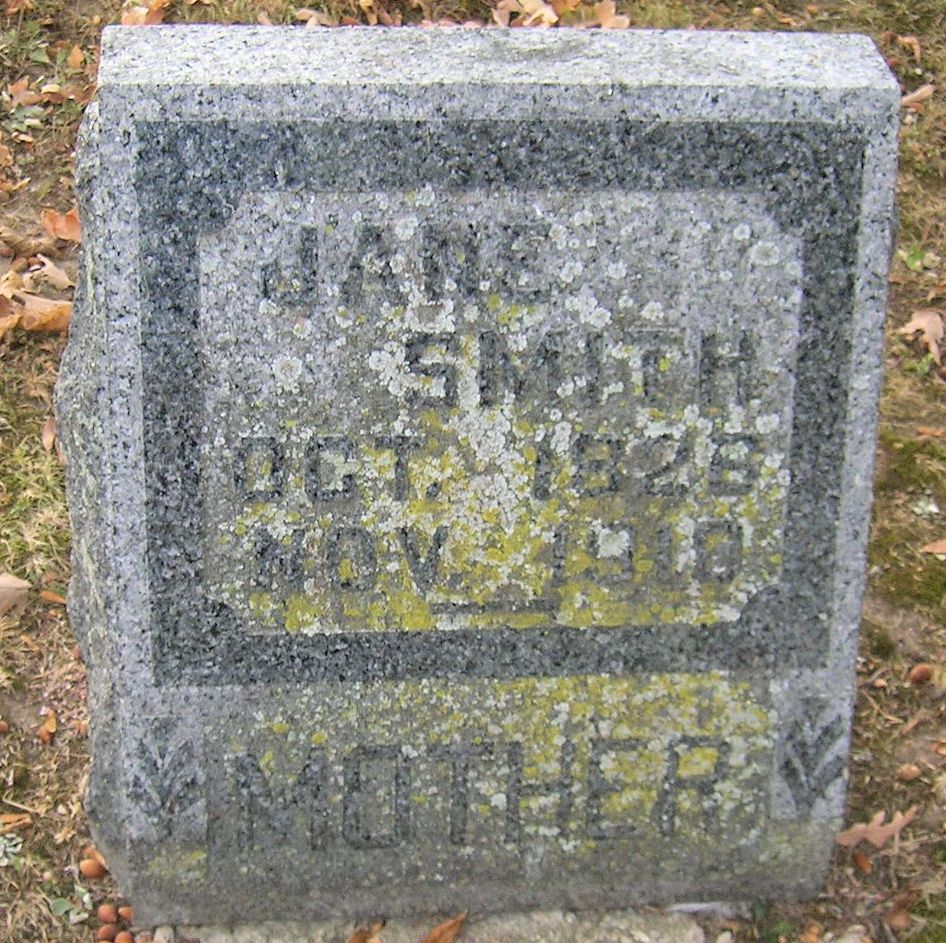 JANE
SMITH
OCT. 1828
NOV. 1910
MOTHER